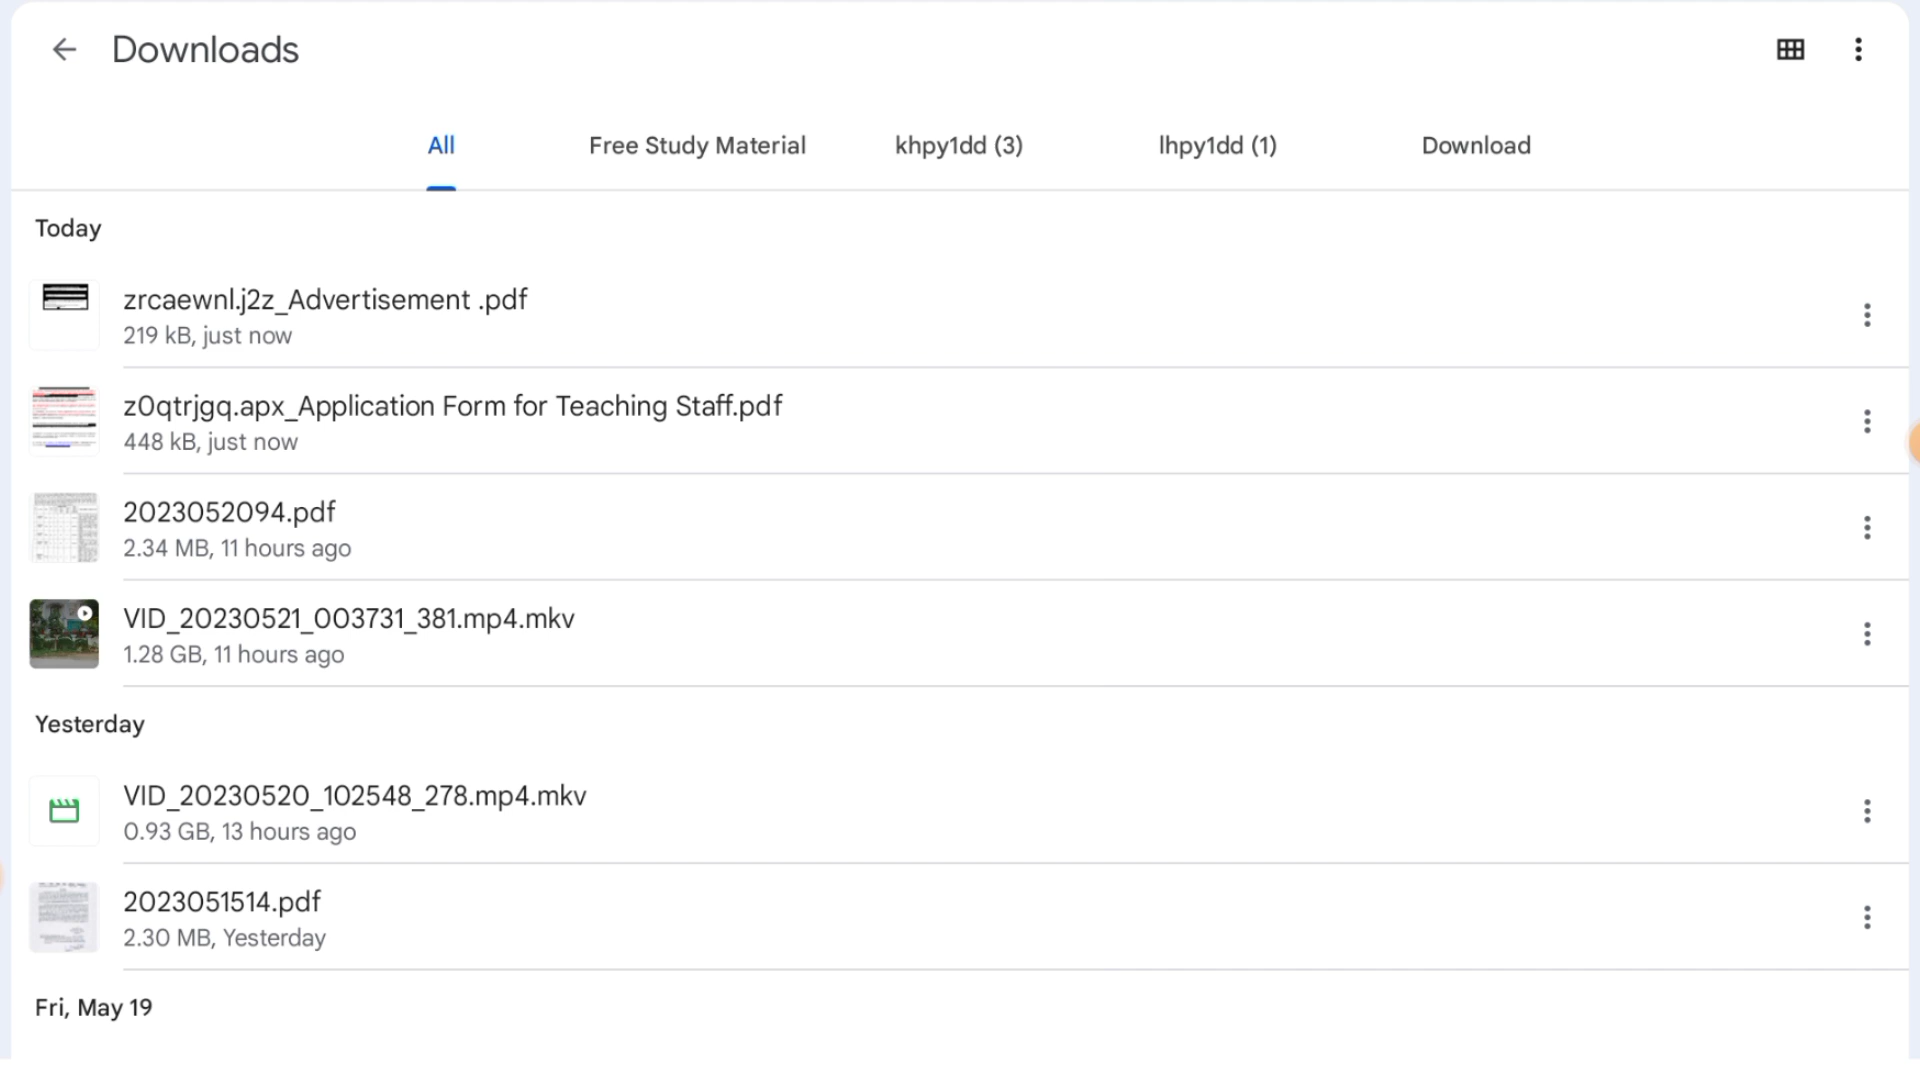 Downloads
All
Free Study Material
khpy1dd (3)
lhpy1dd (1)
Download
Today
zrcaewnl.j2z_Advertisement .pdf
219 kB, just now
z0qtrjgq.apx_Application Form for Teaching Staff.pdf
448 kB, just now
2023052094.pdf
2.34 MB, 11 hours ago
VID_20230521_003731_381.mp4.mkv
1.28 GB, 11 hours ago
Yesterday
VID_20230520_102548_278.mp4.mkv
0.93 GB, 13 hours ago
2023051514.pdf
2.30 MB, Yesterday
Fri, May 19